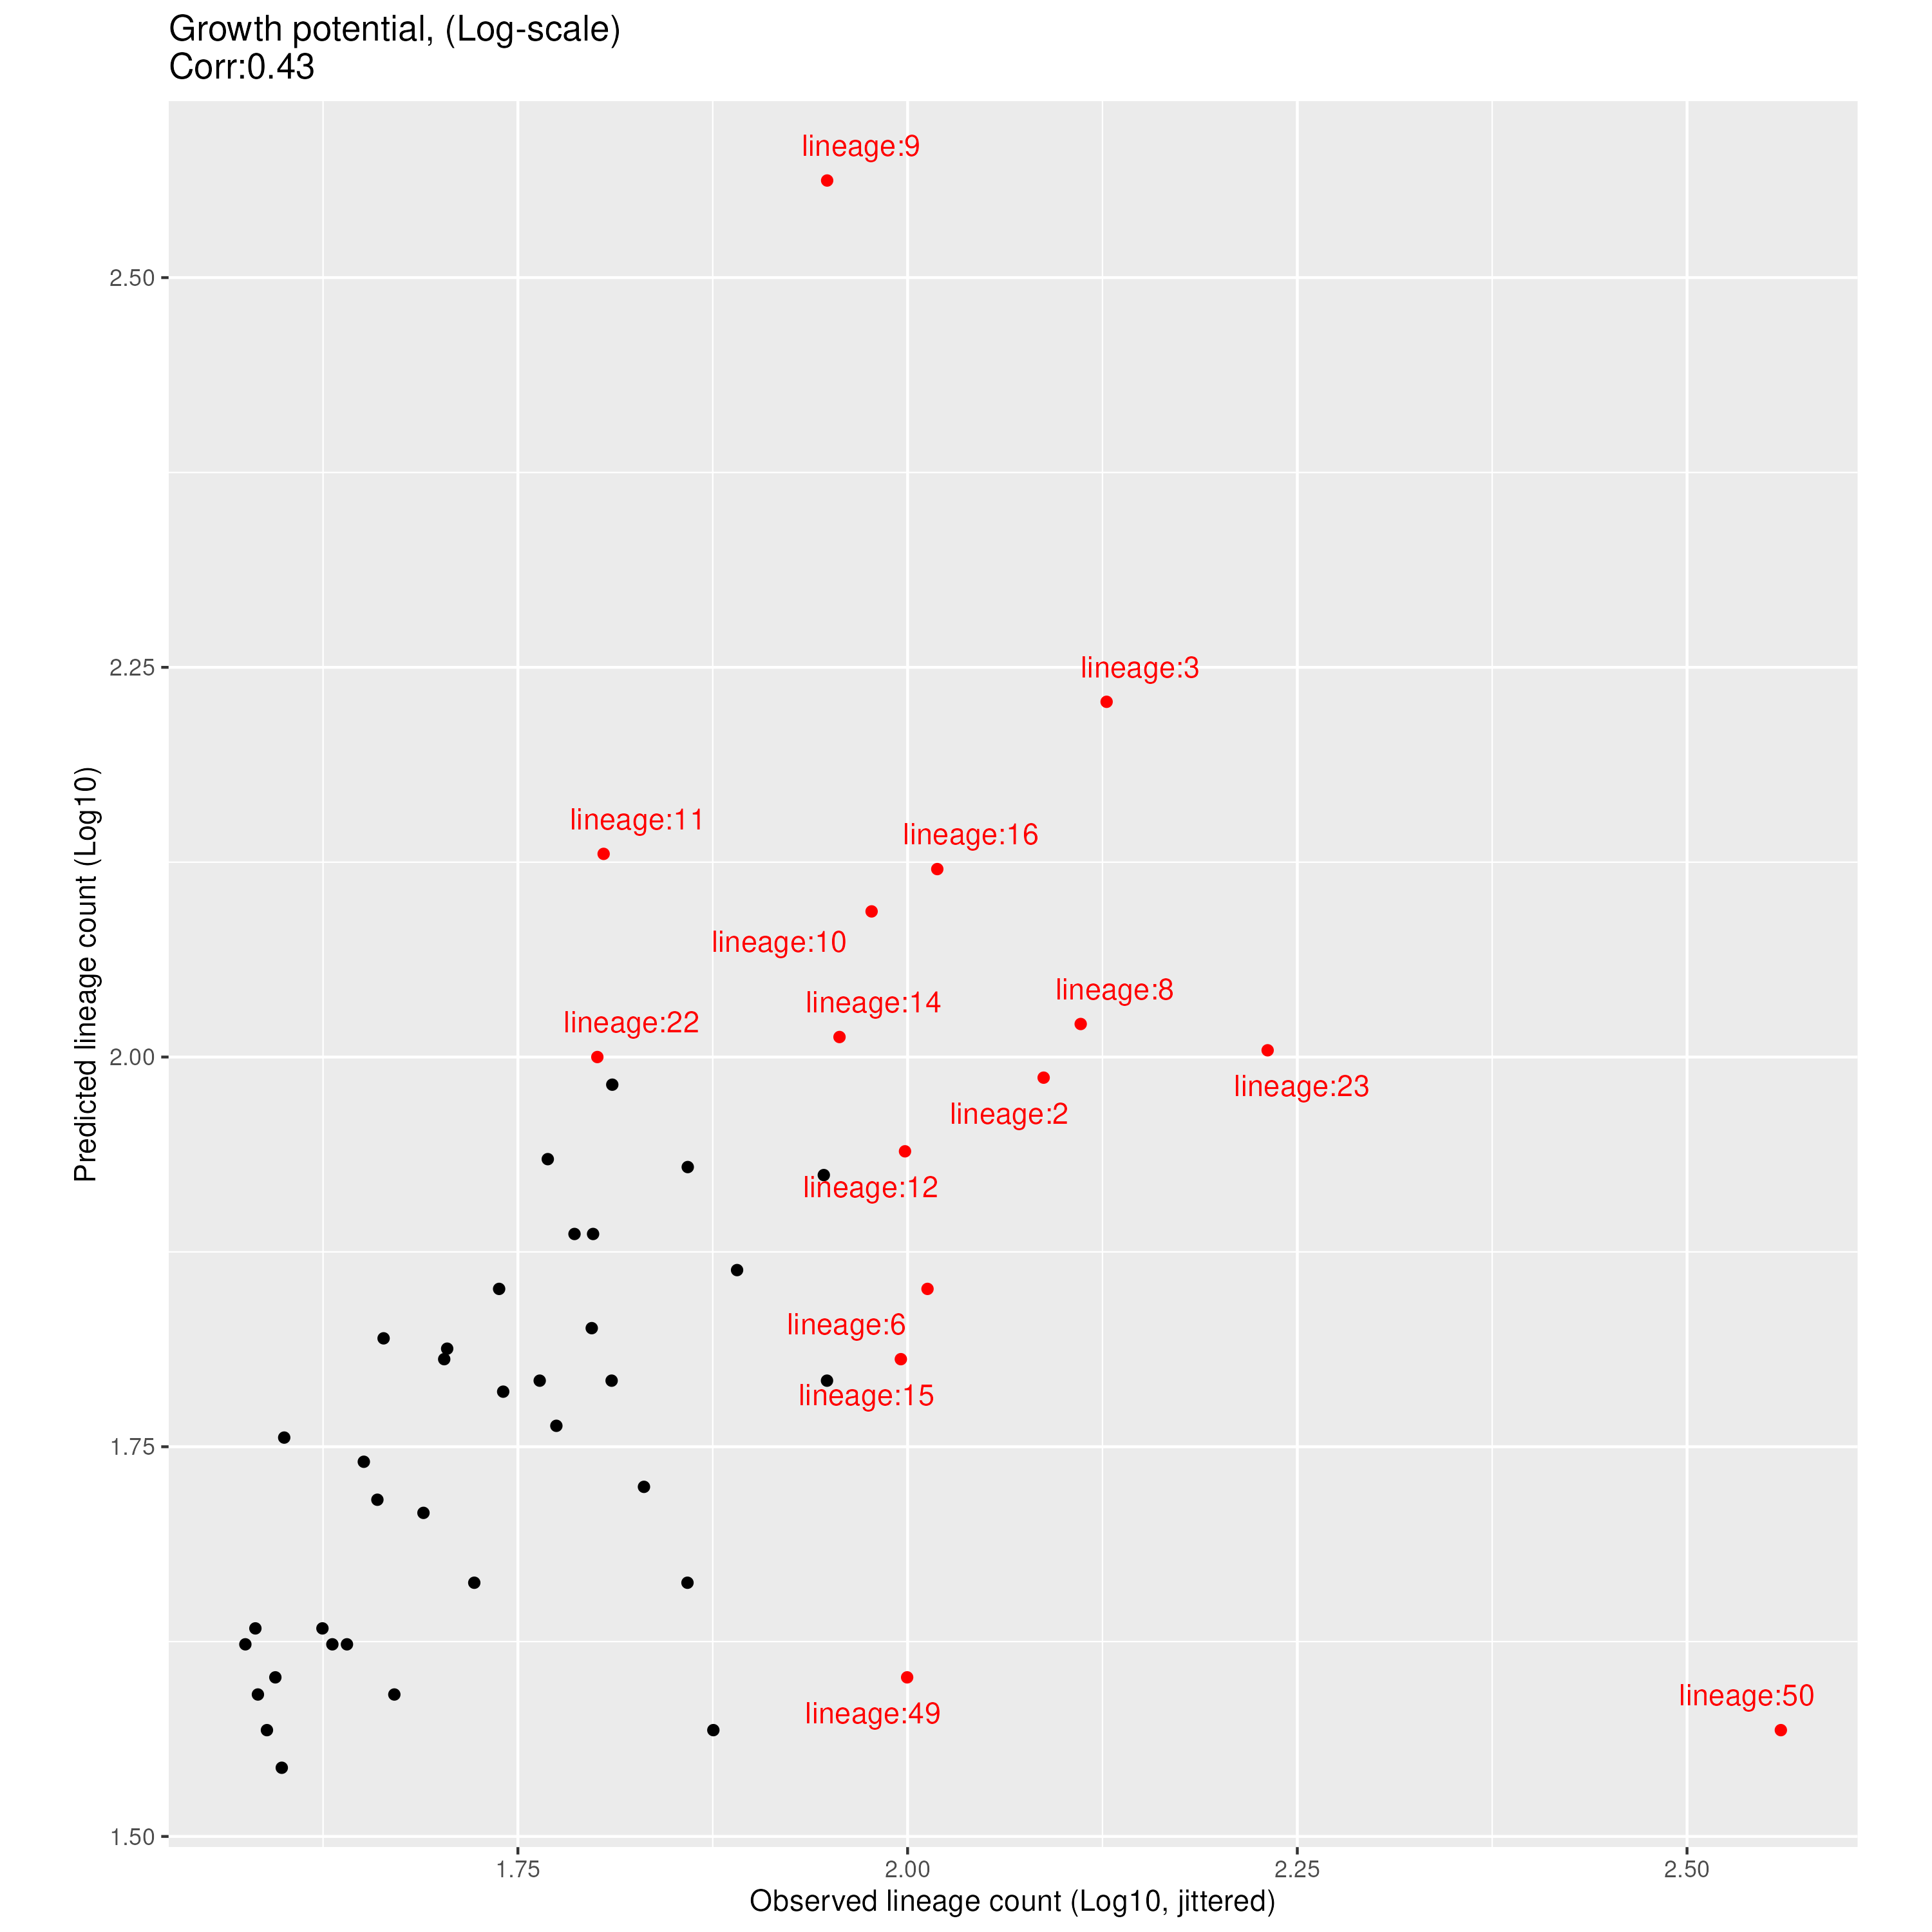 Growth potential, (Log-scale)
Corr:0.43
lineage:9
2.50
lineage:3
2.25
lineage:11
lineage:16
lineage:10
lineage:8
lineage:14
lineage:22
2.00
lineage:23
lineage:2
lineage:12
lineage:6
lineage:15
1.75
lineage:50
lineage:49
1.50
Predicted lineage count (Log10)
1.75
2.00
2.25
2.50
Observed lineage count (Log10, jittered)